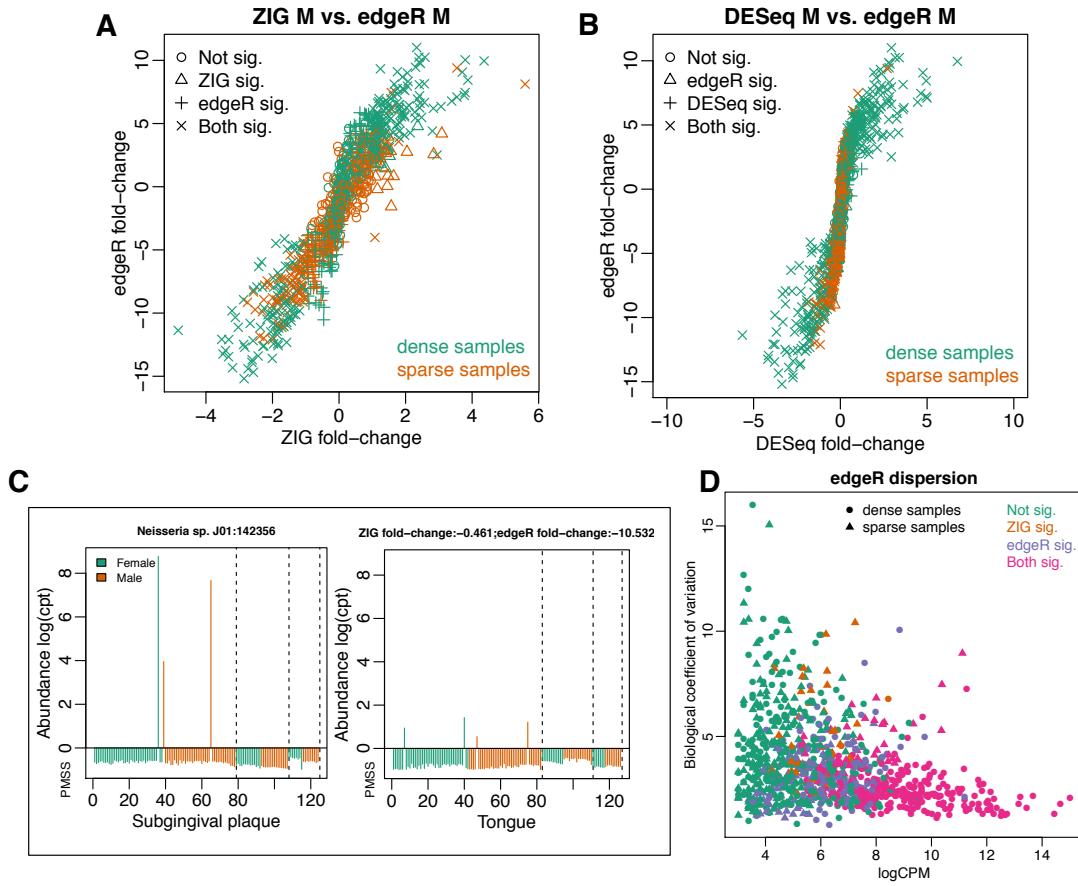 A
ZIG M vs. edgeR M
Not sig.
ZIG sig.
edgeR sig.
Both sig.
edgeR fold−change
10
5
0
−5
−10
−15
dense samples
sparse samples
−4 −2 0 2 4 6
ZIG fold−change
B
DESeq M vs. edgeR M
Not sig.
edgeR sig.
DESeq sig.
Both sig.
edgeR fold−change
10
5
0
−5
−10
−15
dense samples
sparse samples
−10 −5 0 5 10
DESeq fold−change
C
Neisseria sp. J01:142356
Female
Male
Abundance log(cpt)
8
6
4
2
0
PMSS
0 20 40 60 80 120
Subgingival plaque
ZIG fold−change:−0.461;edgeR fold−change:−10.532
Abundance log(cpt)
8
6
4
2
0
PMSS
0 20 40 60 80 120
Tongue
D
edgeR dispersion
dense samples
sparse samples
Not sig.
ZIG sig.
edgeR sig.
Both sig.
Biological coefficient of variation
15
10
5
4 6 8 10 12 14
logCPM